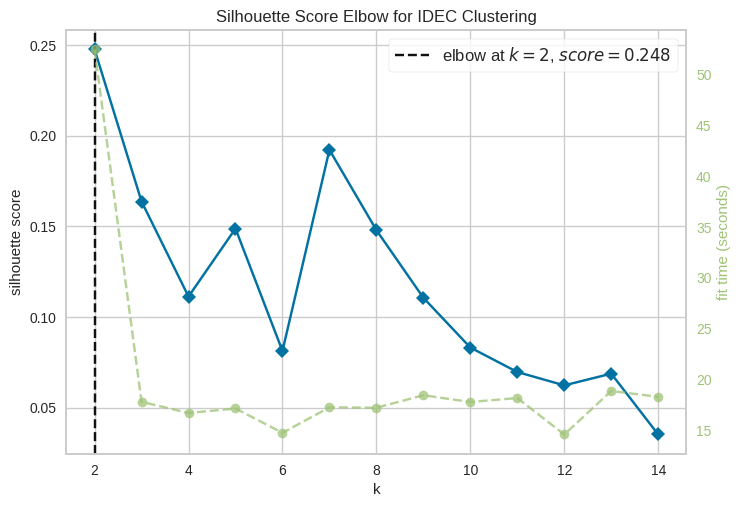 Silhouette Score Elbow for IDEC Clustering
elbow at k = 2, score = 0.248
silhouette score
0.25
0.20
0.15
0.10
0.05
50
45
40
35
30
25
20
15
fit time (seconds)
2 4 6 8 10 12 14
k